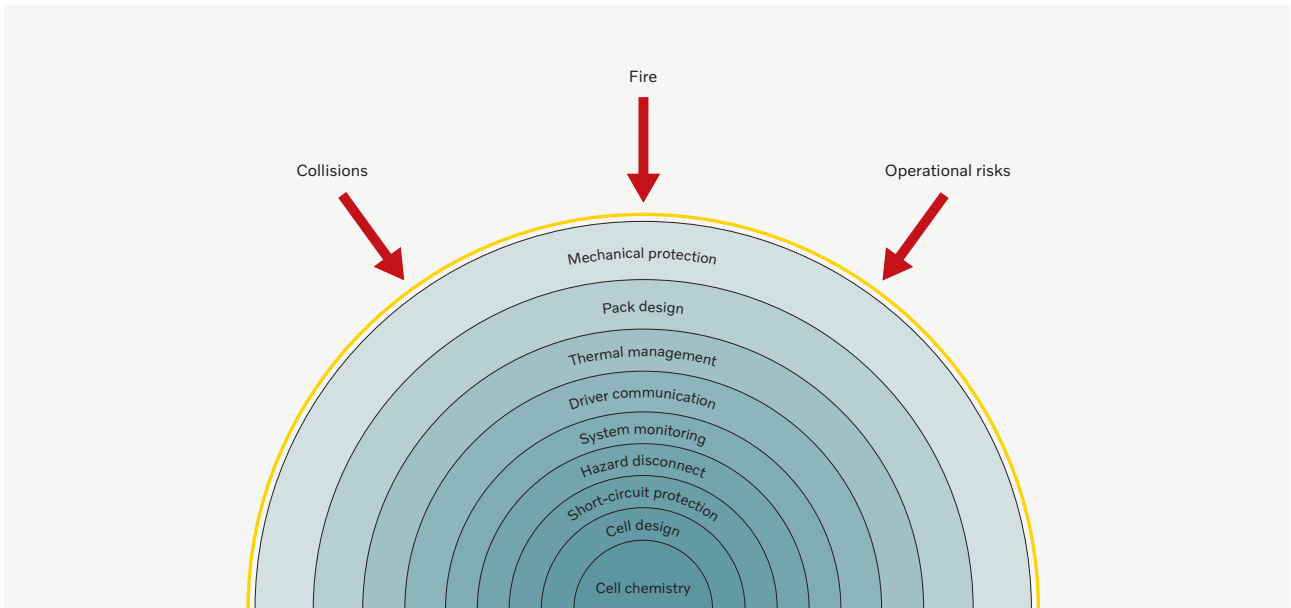 Fire
Collisions
Operational risks
Mechanical protection
Pack design
Thermal management
Driver communication
System monitoring
Hazard disconnect
Short-circuit protection
Cell design
Cell chemistry